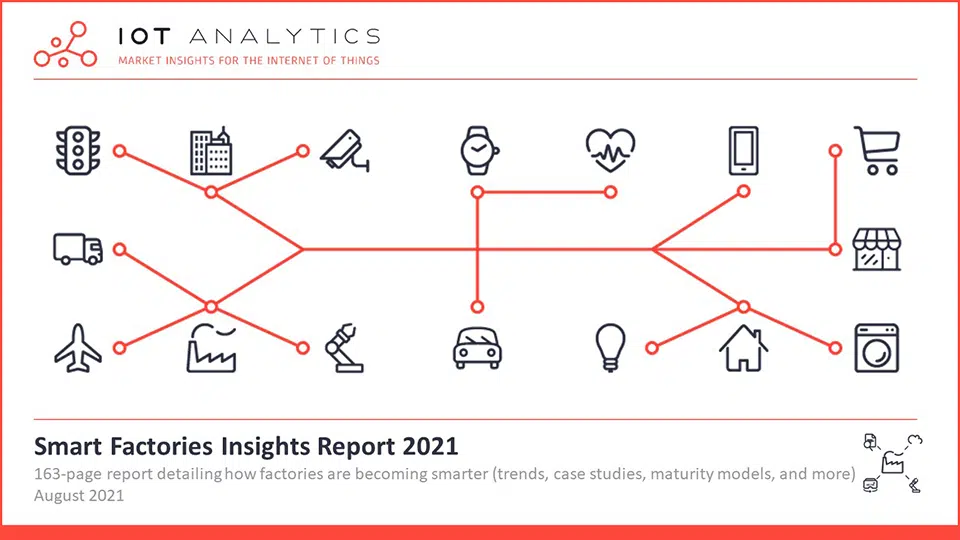 IOT ANALYTICS
MARKET INSIGHTS FOR THE INTERNET OF THINGS
Smart Factories Insights Report 2021
163-page report detailing how factories are becoming smarter (trends, case studies, maturity models, and more)
August 2021